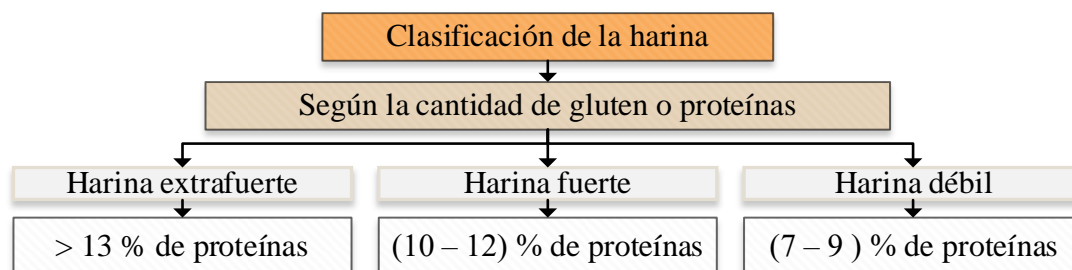 Clasificación de la harina
Según la cantidad de gluten o proteínas
Harina extrafuerte
Harina fuerte
Harina débil
> 13 % de proteínas
(10 – 12) % de proteínas
(7 – 9 ) % de proteínas